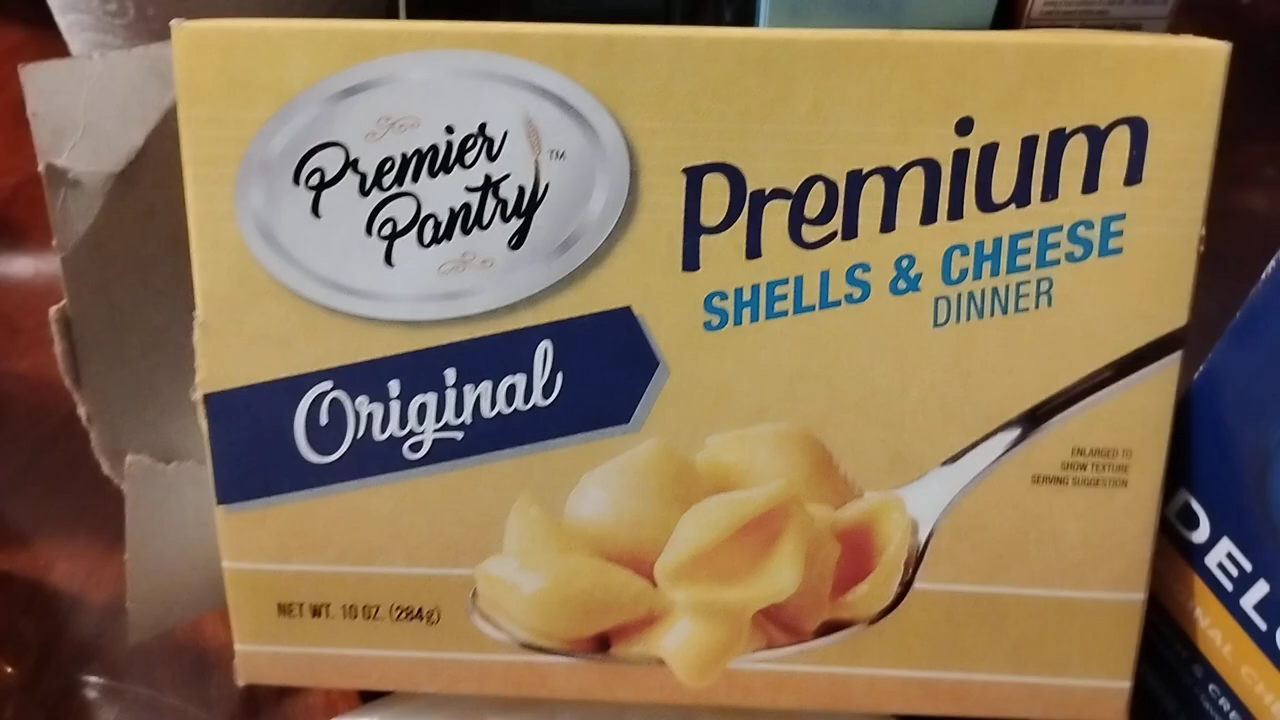 Premier
Pantry
TM
Premium
SHELLS & CHEESE
DINNER
Original
ENLARGED TO
SHOW TEXTURE
SERVING SUGGESTION
NET WT. 10 OZ. (284g)
DEL